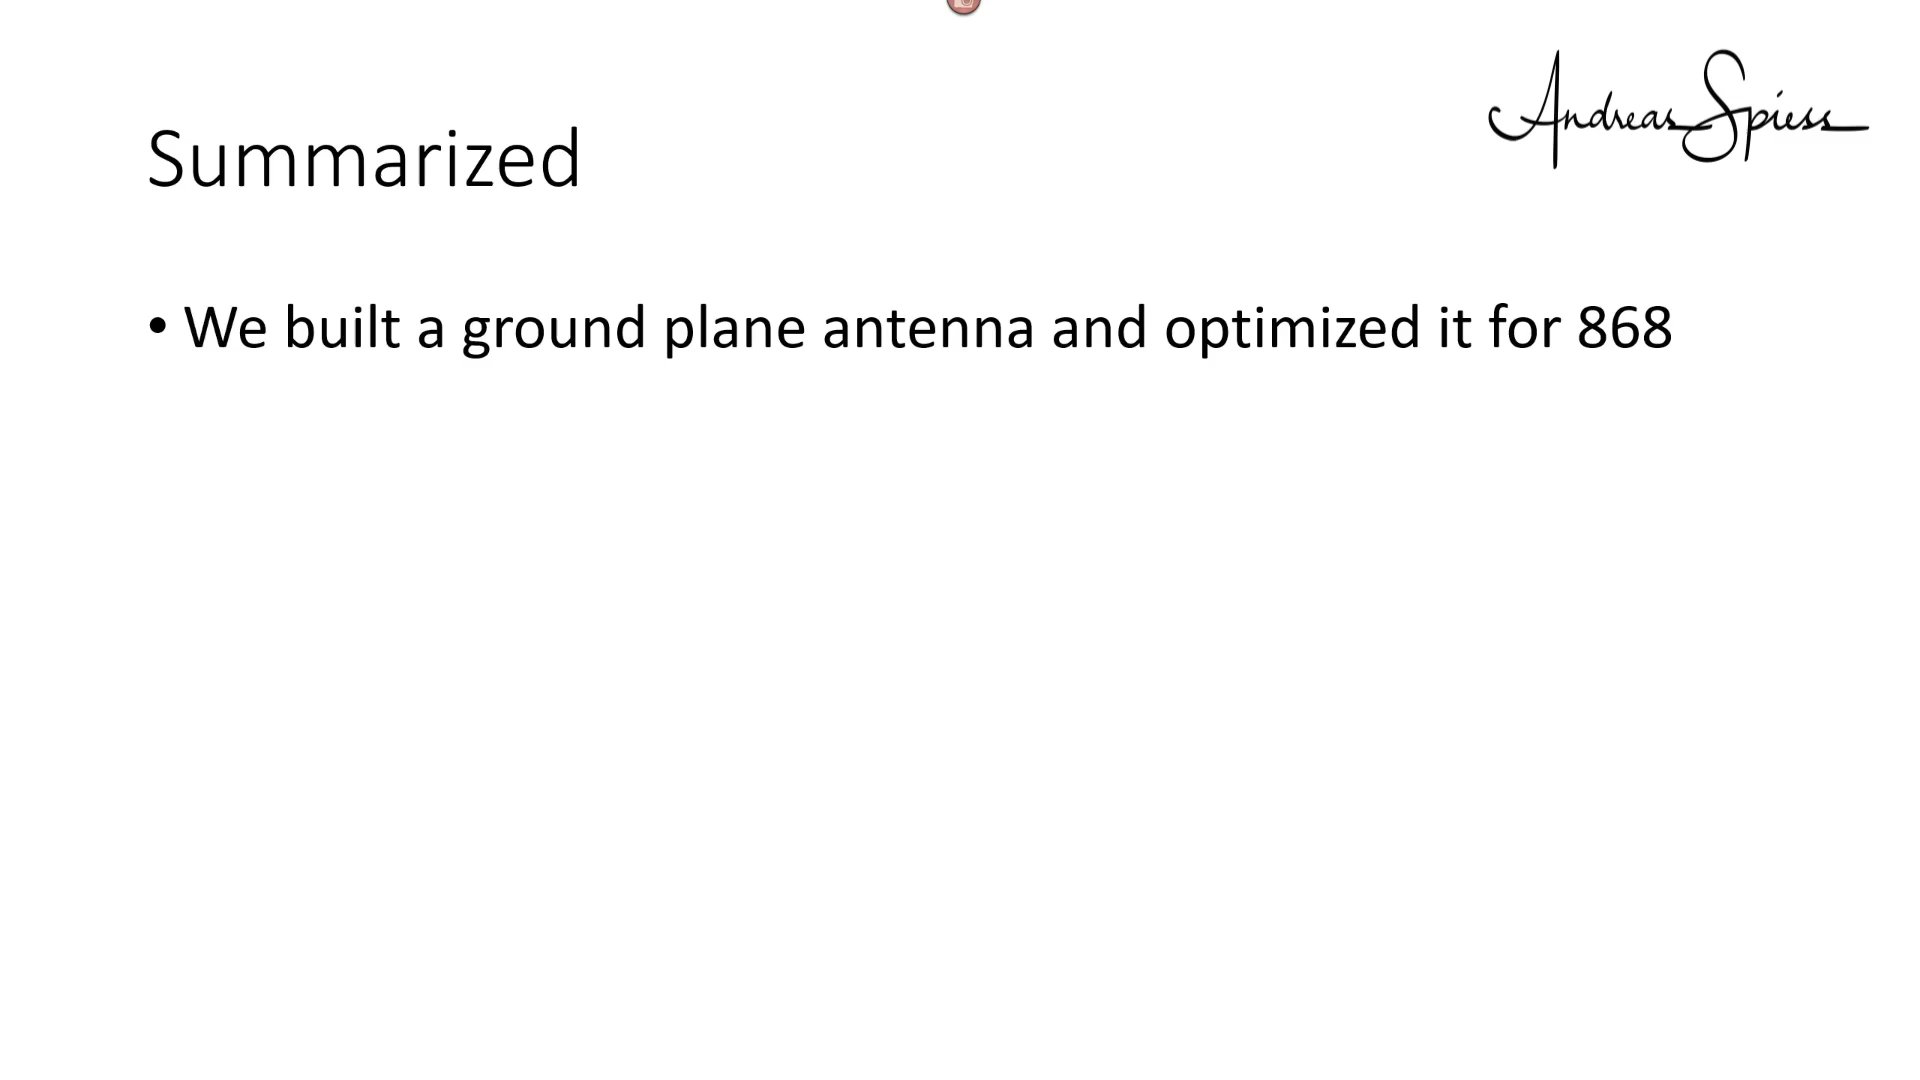 Andreas Spiess
Summarized
• We built a ground plane antenna and optimized it for 868